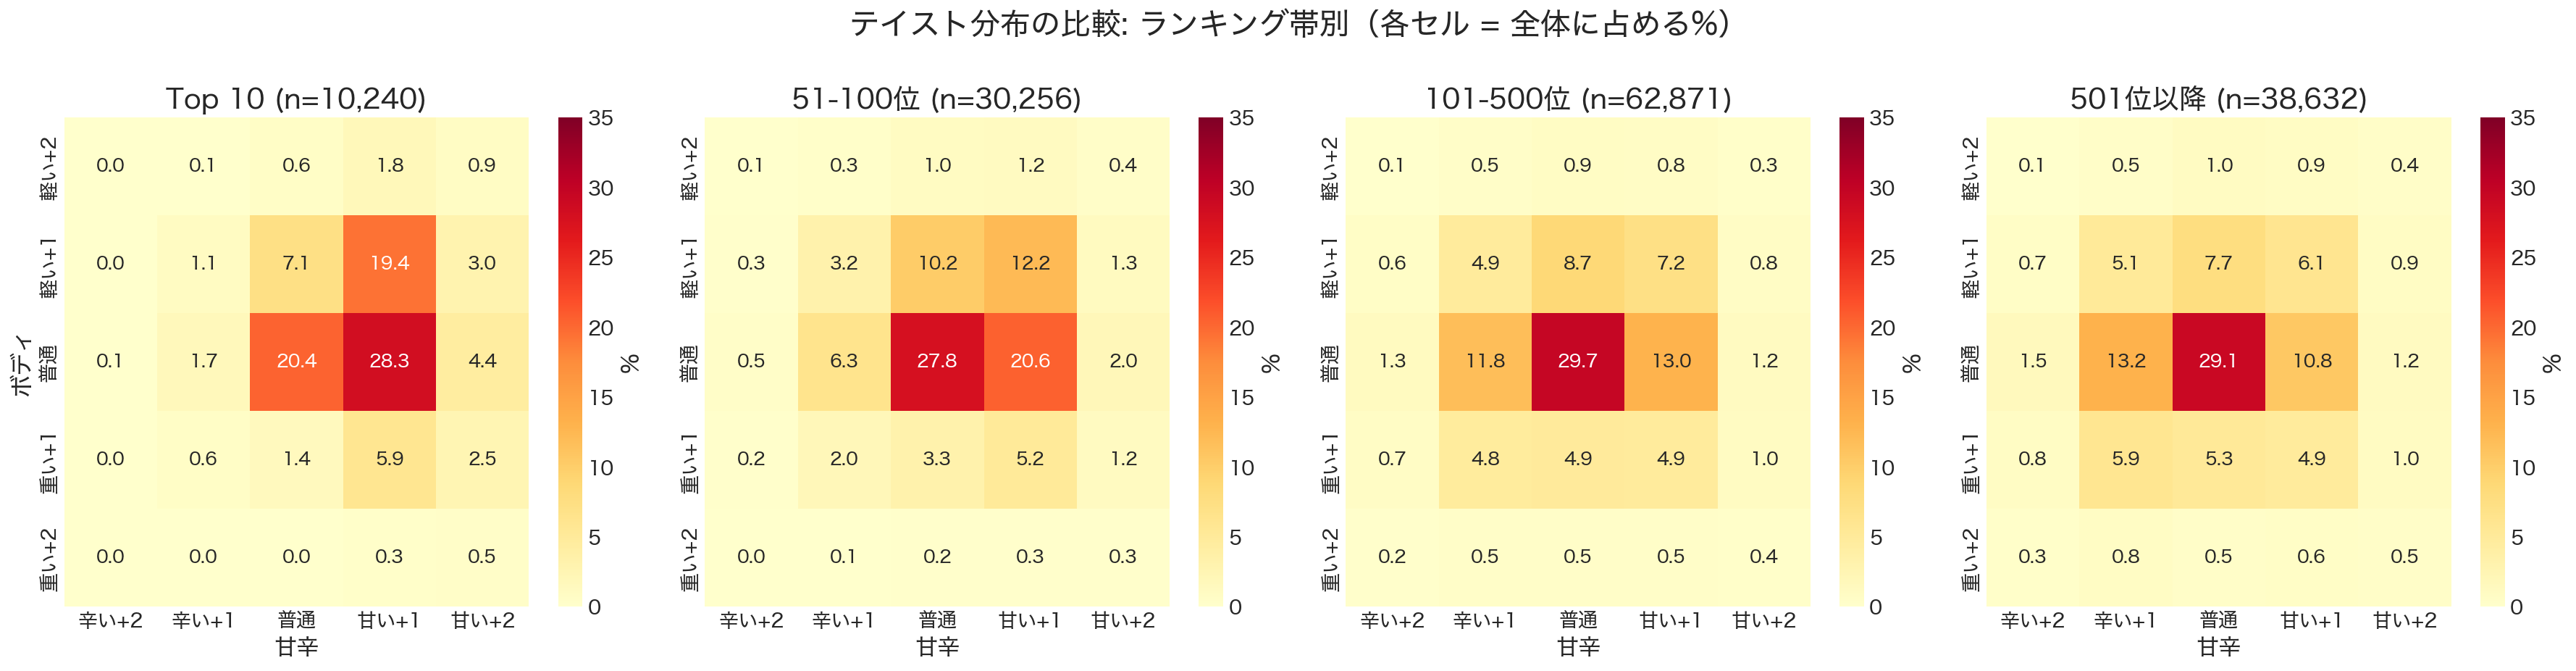 テイスト分布の比較: ランキング帯別（各セル = 全体に占める%）
Top 10 (n=10,240)
ボディ
軽い+2 0.0 0.1 0.6 1.8 0.9
軽い+1 0.0 1.1 7.1 19.4 3.0
普通 0.1 1.7 20.4 28.3 4.4
重い+1 0.0 0.6 1.4 5.9 2.5
重い+2 0.0 0.0 0.0 0.3 0.5
辛い+2 辛い+1 普通 甘い+1 甘い+2
甘辛
35
30
25
20
15
10
5
0
%
51-100位 (n=30,256)
軽い+2 0.1 0.3 1.0 1.2 0.4
軽い+1 0.3 3.2 10.2 12.2 1.3
普通 0.5 6.3 27.8 20.6 2.0
重い+1 0.2 2.0 3.3 5.2 1.2
重い+2 0.0 0.1 0.2 0.3 0.3
辛い+2 辛い+1 普通 甘い+1 甘い+2
甘辛
35
30
25
20
15
10
5
0
%
101-500位 (n=62,871)
軽い+2 0.1 0.5 0.9 0.8 0.3
軽い+1 0.6 4.9 8.7 7.2 0.8
普通 1.3 11.8 29.7 13.0 1.2
重い+1 0.7 4.8 4.9 4.9 1.0
重い+2 0.2 0.5 0.5 0.5 0.4
辛い+2 辛い+1 普通 甘い+1 甘い+2
甘辛
35
30
25
20
15
10
5
0
%
501位以降 (n=38,632)
軽い+2 0.1 0.5 1.0 0.9 0.4
軽い+1 0.7 5.1 7.7 6.1 0.9
普通 1.5 13.2 29.1 10.8 1.2
重い+1 0.8 5.9 5.3 4.9 1.0
重い+2 0.3 0.8 0.5 0.6 0.5
辛い+2 辛い+1 普通 甘い+1 甘い+2
甘辛
35
30
25
20
15
10
5
0
%